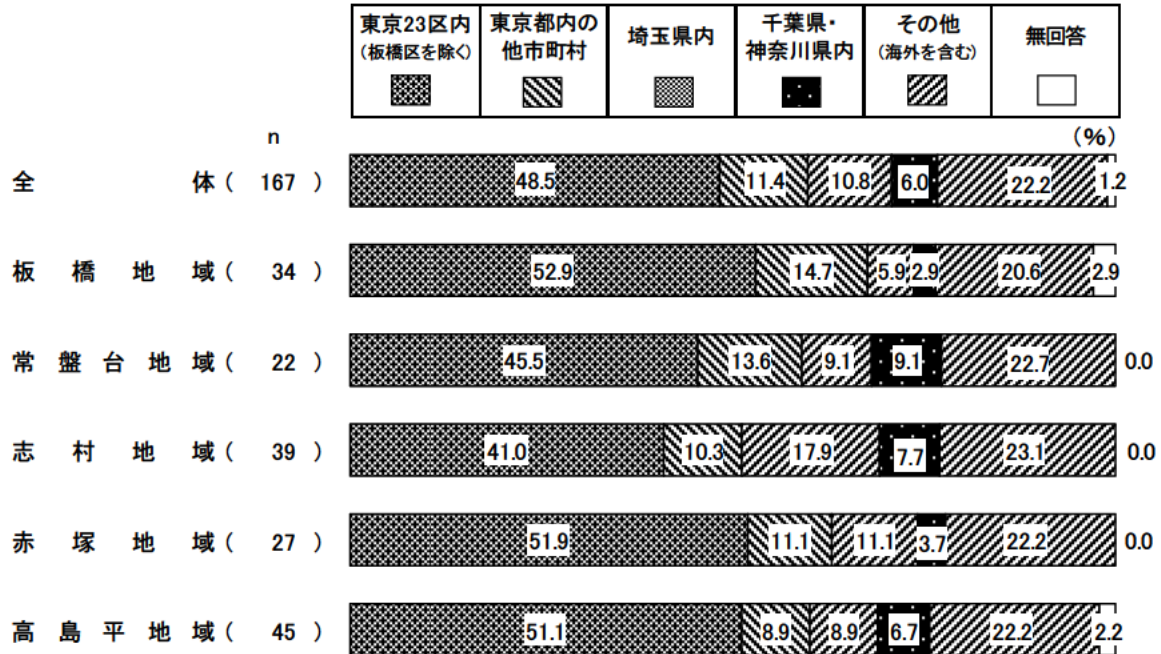 東京23区内 東京都内の 埼玉県内 千葉県・ その他 無回答
(板橋区を除く) 他市町村 神奈川県内 (海外を含む)
n (%)
全体( 167 ) 48.5 11.4 10.8 6.0 22.2 1.2
板橋地域( 34 ) 52.9 14.7 5.9 2.9 20.6 2.9
常盤台地域( 22 ) 45.5 13.6 9.1 9.1 22.7 0.0
志村地域( 39 ) 41.0 10.3 17.9 7.7 23.1 0.0
赤塚地域( 27 ) 51.9 11.1 11.1 3.7 22.2 0.0
高島平地域( 45 ) 51.1 8.9 8.9 6.7 22.2 2.2